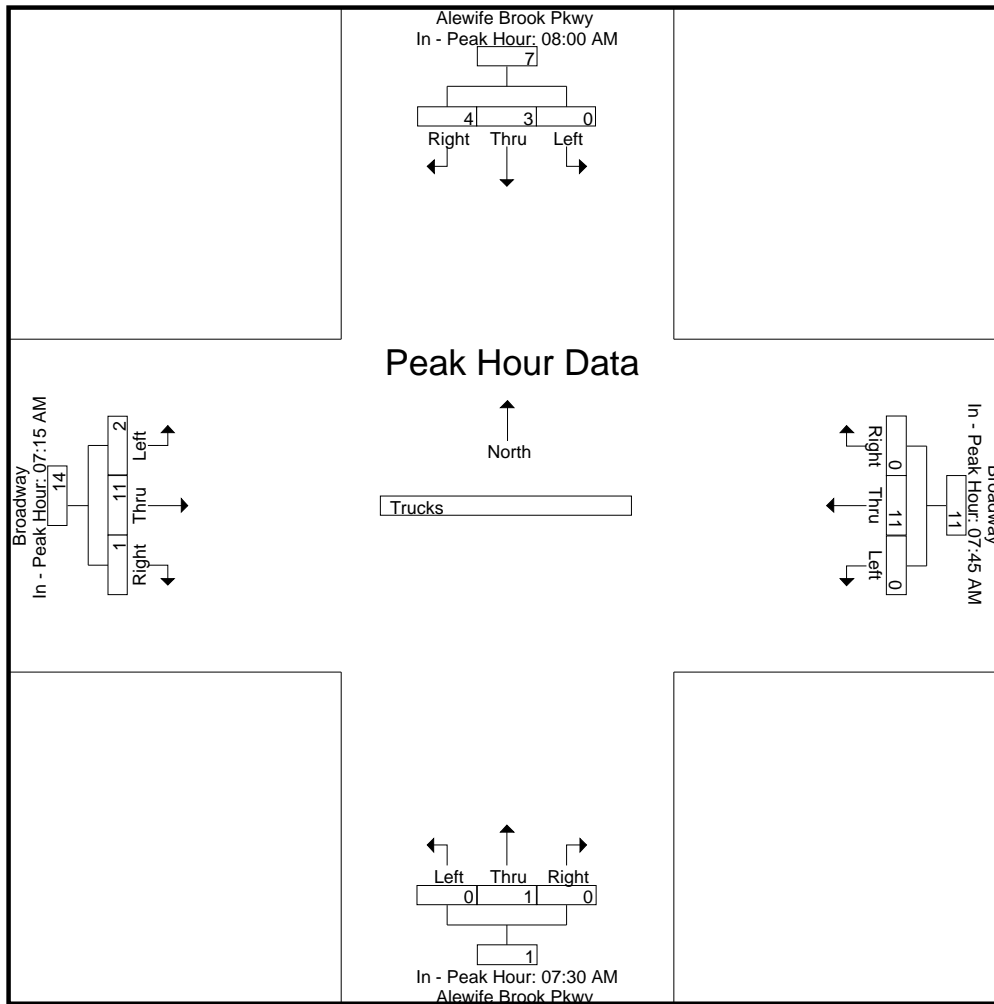 Alewife Brook Pkwy
In - Peak Hour: 08:00 AM
7
4 3 0
Right Thru Left
Peak Hour Data
North
Trucks
Broadway
In - Peak Hour: 07:15 AM
14
2 11 1
Left Thru Right
Right Thru Left
0 11 0
11
In - Peak Hour: 07:45 AM
Broadway
Left Thru Right
0 1 0
1
In - Peak Hour: 07:30 AM
Alewife Brook Pkwy